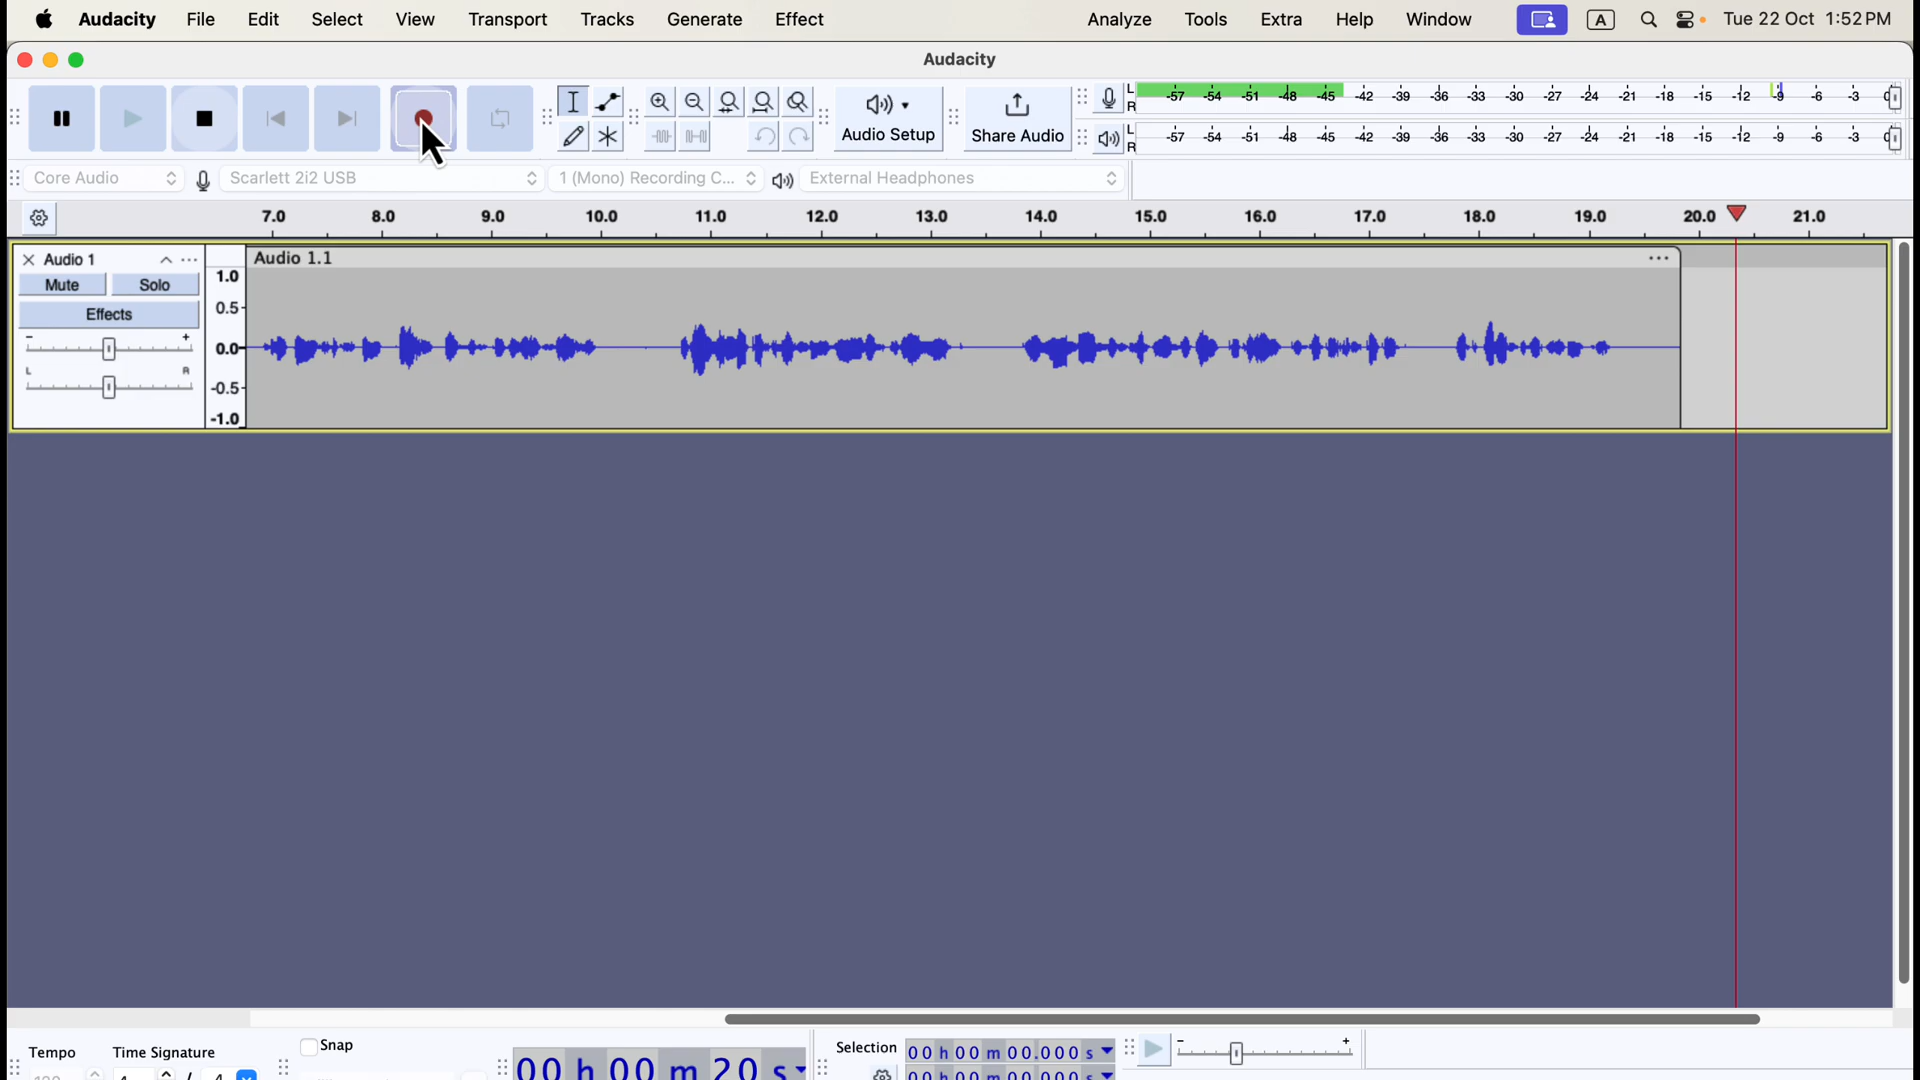 Audacity File Edit Select View Transport Tracks Generate Effect Analyze Tools Extra Help Window A Tue 22 Oct 1:52 PM
Audacity
Audio Setup
Share Audio
L
R
-57 -54 -51 -48 -45 -42 -39 -36 -33 -30 -27 -24 -21 -18 -15 -12 -9 -6 -3 0
L
R
-57 -54 -51 -48 -45 -42 -39 -36 -33 -30 -27 -24 -21 -18 -15 -12 -9 -6 -3 0
Core Audio Scarlett 2i2 USB 1 (Mono) Recording C... External Headphones
7.0 8.0 9.0 10.0 11.0 12.0 13.0 14.0 15.0 16.0 17.0 18.0 19.0 20.0 21.0
Audio 1
Mute Solo
Effects
- +
L R
1.0
0.5
0.0
-0.5
-1.0
Audio 1.1 ...
Tempo Time Signature
4 / 4
Snap
00 h 00 m 20 s
Selection 00 h 00 m 00.000 s
00 h 00 m 00.000 s
- +